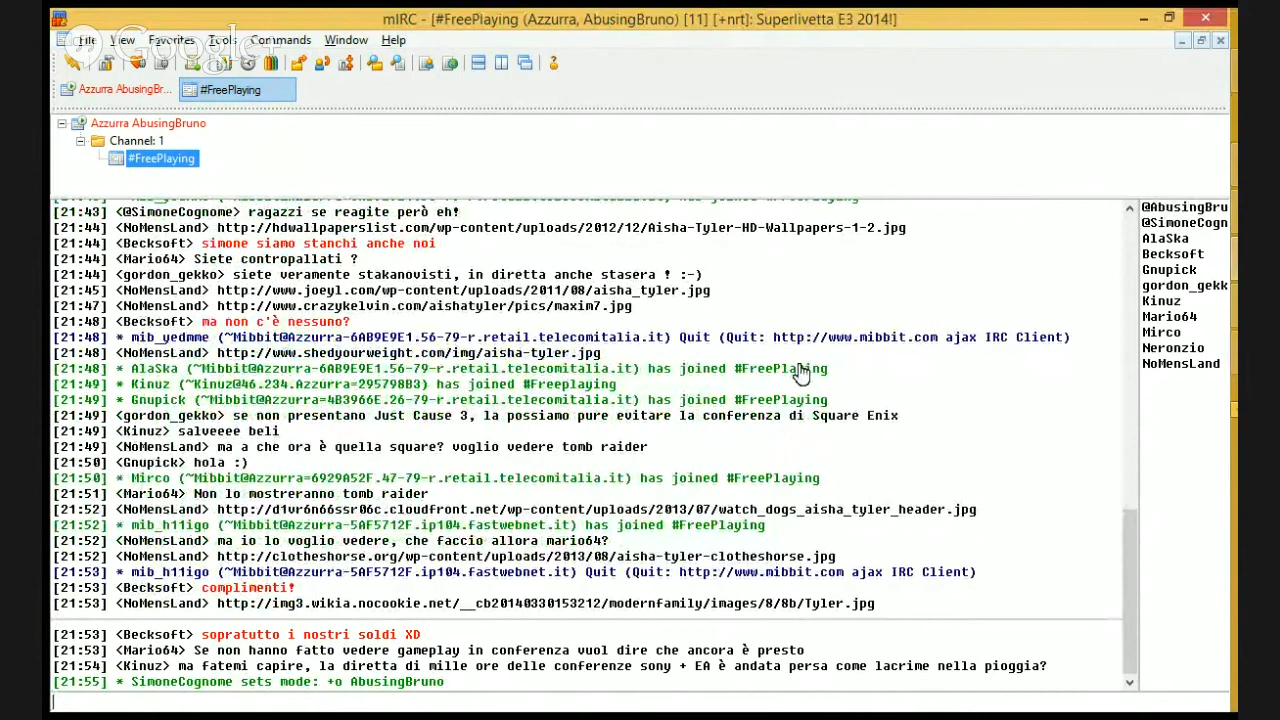 mIRC - [#FreePlaying (Azzurra, AbusingBruno) [11] [+nrt]: Superlivetta E3 2014!]
File View Favorites Tools Commands Window Help
Google+
Azzurra AbusingBr... #FreePlaying
Azzurra AbusingBruno
Channel: 1
#FreePlaying
[21:43] <@SimoneCognome> ragazzi se reagite però eh!
[21:44] <NoMensLand> http://hdwallpaperslist.com/wp-content/uploads/2012/12/Aisha-Tyler-HD-Wallpapers-1-2.jpg
[21:44] <Becksoft> simone siamo stanchi anche noi
[21:44] <Mario64> Siete contropallati ?
[21:44] <gordon_gekko> siete veramente stakanovisti, in diretta anche stasera ! :-)
[21:45] <NoMensLand> http://www.joeyl.com/wp-content/uploads/2011/08/aisha_tyler.jpg
[21:47] <NoMensLand> http://www.crazykelvin.com/aishatyler/pics/maxim7.jpg
[21:48] <Becksoft> ma non c'è nessuno?
[21:48] * mib_yedmme (~Mibbit@Azzurra-6AB9E9E1.56-79-r.retail.telecomitalia.it) Quit (Quit: http://www.mibbit.com ajax IRC Client)
[21:48] <NoMensLand> http://www.shedyourweight.com/img/aisha-tyler.jpg
[21:48] * AlaSka (~Mibbit@Azzurra-6AB9E9E1.56-79-r.retail.telecomitalia.it) has joined #FreePlaying
[21:48] * Kinuz (~Kinuz@46.234.Azzurra=295798B3) has joined #Freeplaying
[21:49] * Gnupick (~Mibbit@Azzurra=4B3966E.26-79-r.retail.telecomitalia.it) has joined #FreePlaying
[21:49] <gordon_gekko> se non presentano Just Cause 3, la possiamo pure evitare la conferenza di Square Enix
[21:49] <Kinuz> salveeee beli
[21:49] <NoMensLand> ma a che ora è quella square? voglio vedere tomb raider
[21:50] <Gnupick> hola :)
[21:50] * Mirco (~Mibbit@Azzurra=6929A52F.47-79-r.retail.telecomitalia.it) has joined #FreePlaying
[21:51] <Mario64> Non lo mostreranno tomb raider
[21:52] <NoMensLand> http://d1vr6n66ssr06c.cloudfront.net/wp-content/uploads/2013/07/watch_dogs_aisha_tyler_header.jpg
[21:52] * mib_h11igo (~Mibbit@Azzurra-5AF5712F.ip104.fastwebnet.it) has joined #FreePlaying
[21:52] <NoMensLand> ma io lo voglio vedere, che faccio allora mario64?
[21:52] <NoMensLand> http://clotheshorse.org/wp-content/uploads/2013/08/aisha-tyler-clotheshorse.jpg
[21:53] * mib_h11igo (~Mibbit@Azzurra-5AF5712F.ip104.fastwebnet.it) Quit (Quit: http://www.mibbit.com ajax IRC Client)
[21:53] <Becksoft> complimenti!
[21:53] <NoMensLand> http://img3.wikia.nocookie.net/__cb20140330153212/modernfamily/images/8/8b/Tyler.jpg
[21:53] <Becksoft> sopratutto i nostri soldi XD
[21:53] <Mario64> Se non hanno fatto vedere gameplay in conferenza vuol dire che ancora è presto
[21:54] <Kinuz> ma fatemi capire, la diretta di mille ore delle conferenze sony + EA è andata persa come lacrime nella pioggia?
[21:55] * SimoneCognome sets mode: +o AbusingBruno
@AbusingBru
@SimoneCogn
AlaSka
Becksoft
Gnupick
gordon_gekk
Kinuz
Mario64
Mirco
Neronzio
NoMensLand